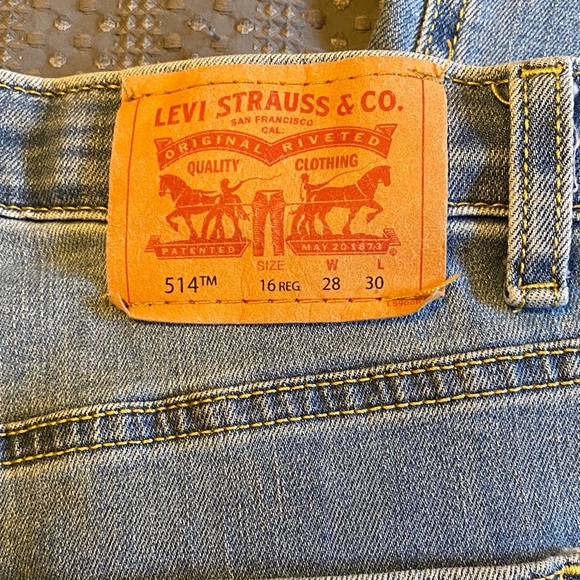 LEVI STRAUSS & CO.
SAN FRANCISCO
CAL.
ORIGINAL RIVETED
QUALITY CLOTHING
PATENTED MAY 20 1873 ®
SIZE W L
514™ 16 REG 28 30